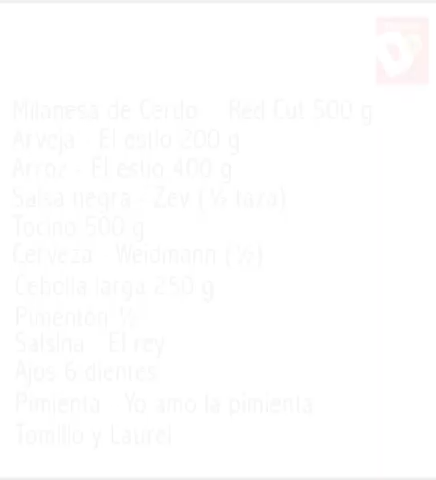 Milanesa de Cerdo - Red Cut 500 g
Arveja - El estío 200 g
Arroz - El estío 400 g
Salsa negra - Zev (½ taza)
Tocino 500 g
Cerveza - Weidmann (½)
Cebolla larga 250 g
Pimentón ½
Salsina - El rey
Ajos 6 dientes
Pimienta - Yo amo la pimienta
Tomillo y Laurel